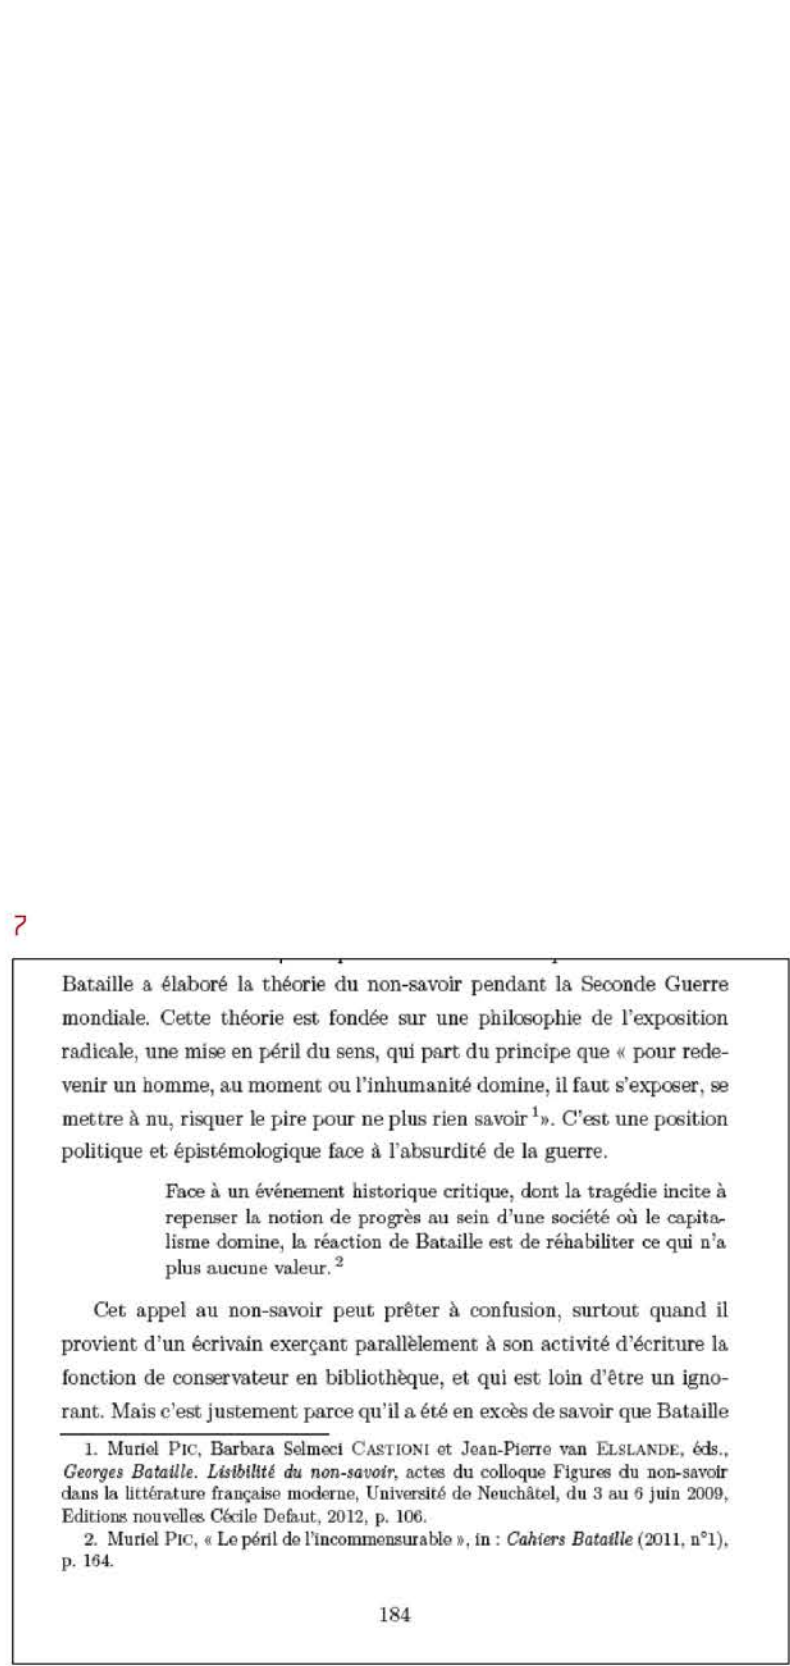 7
Bataille a élaboré la théorie du non-savoir pendant la Seconde Guerre
mondiale. Cette théorie est fondée sur une philosophie de l'exposition
radicale, une mise en péril du sens, qui part du principe que « pour rede-
venir un homme, au moment ou l'inhumanité domine, il faut s'exposer, se
mettre à nu, risquer le pire pour ne plus rien savoir 1». C'est une position
politique et épistémologique face à l'absurdité de la guerre.
Face à un événement historique critique, dont la tragédie incite à
repenser la notion de progrès au sein d'une société où le capita-
lisme domine, la réaction de Bataille est de réhabiliter ce qui n'a
plus aucune valeur. 2
Cet appel au non-savoir peut prêter à confusion, surtout quand il
provient d'un écrivain exerçant parallèlement à son activité d'écriture la
fonction de conservateur en bibliothèque, et qui est loin d'être un igno-
rant. Mais c'est justement parce qu'il a été en excès de savoir que Bataille
1. Muriel PIC, Barbara Selmeci CASTIONI et Jean-Pierre van ELSLANDE, éds.,
Georges Bataille. Lisibilité du non-savoir, actes du colloque Figures du non-savoir
dans la littérature française moderne, Université de Neuchâtel, du 3 au 6 juin 2009,
Editions nouvelles Cécile Defaut, 2012, p. 106.
2. Muriel PIC, « Le péril de l'incommensurable », in : Cahiers Bataille (2011, n°1),
p. 164.
184